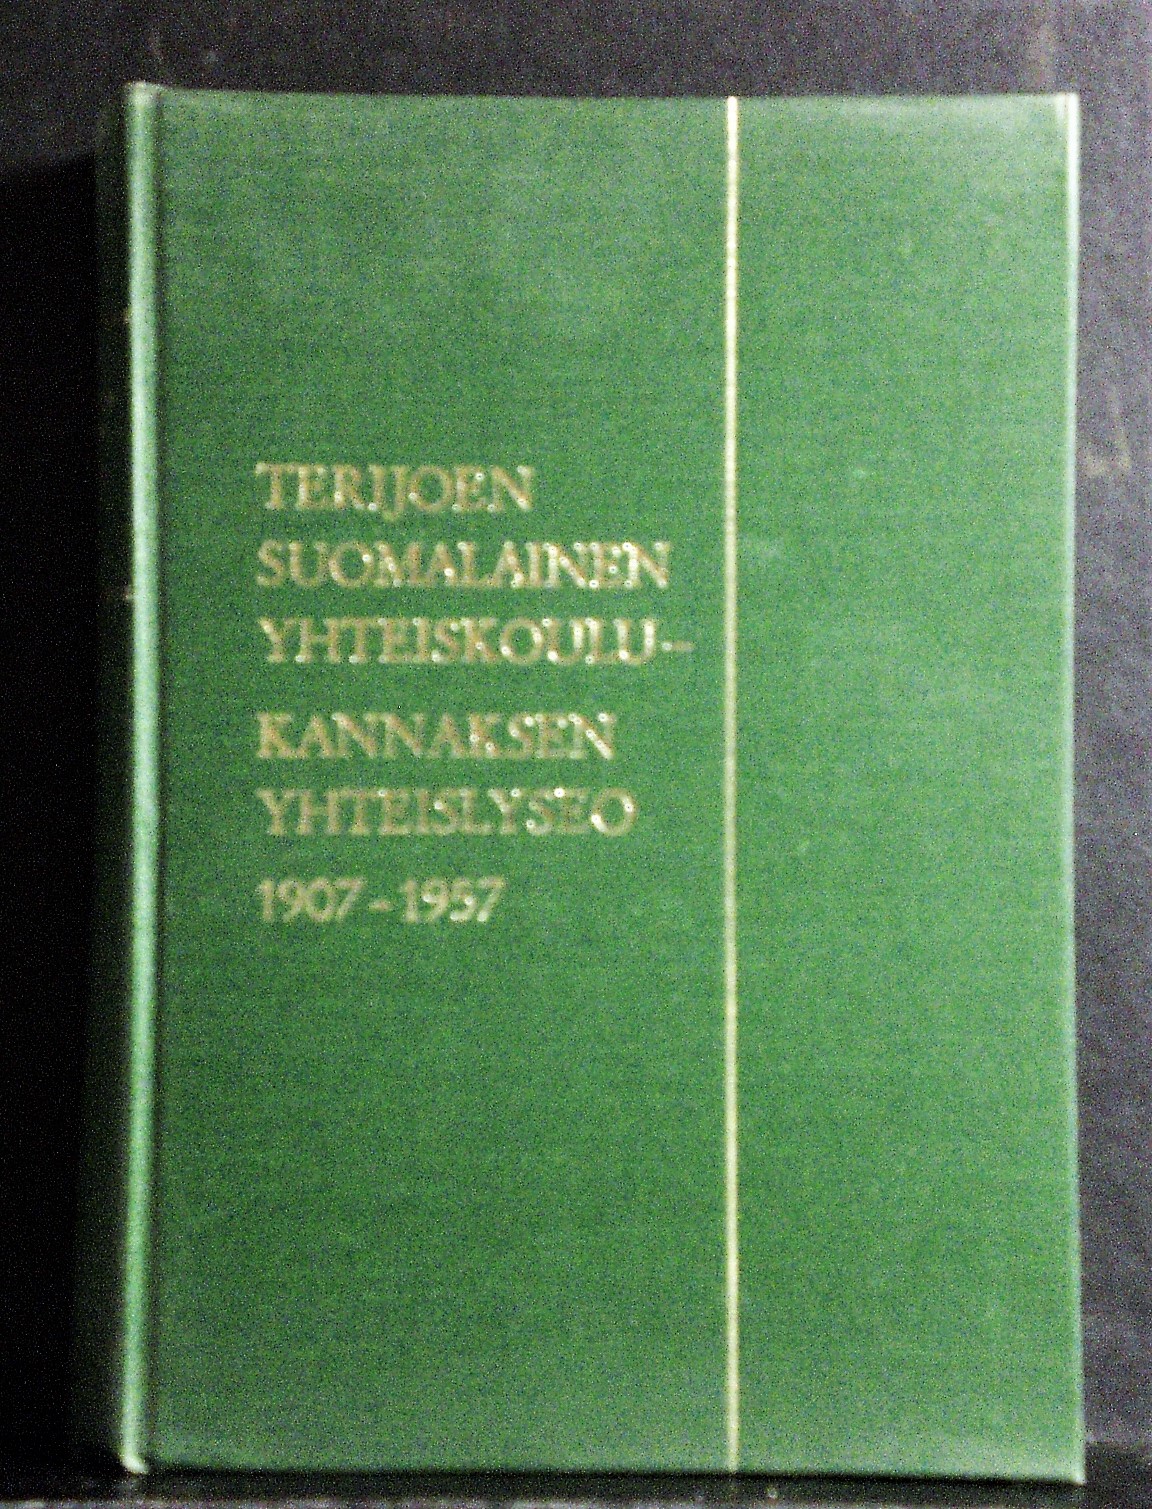 TERIJOEN
SUOMALAINEN
YHTEISKOULU-
KANNAKSEN
YHTEISLYSEO
1907-1957